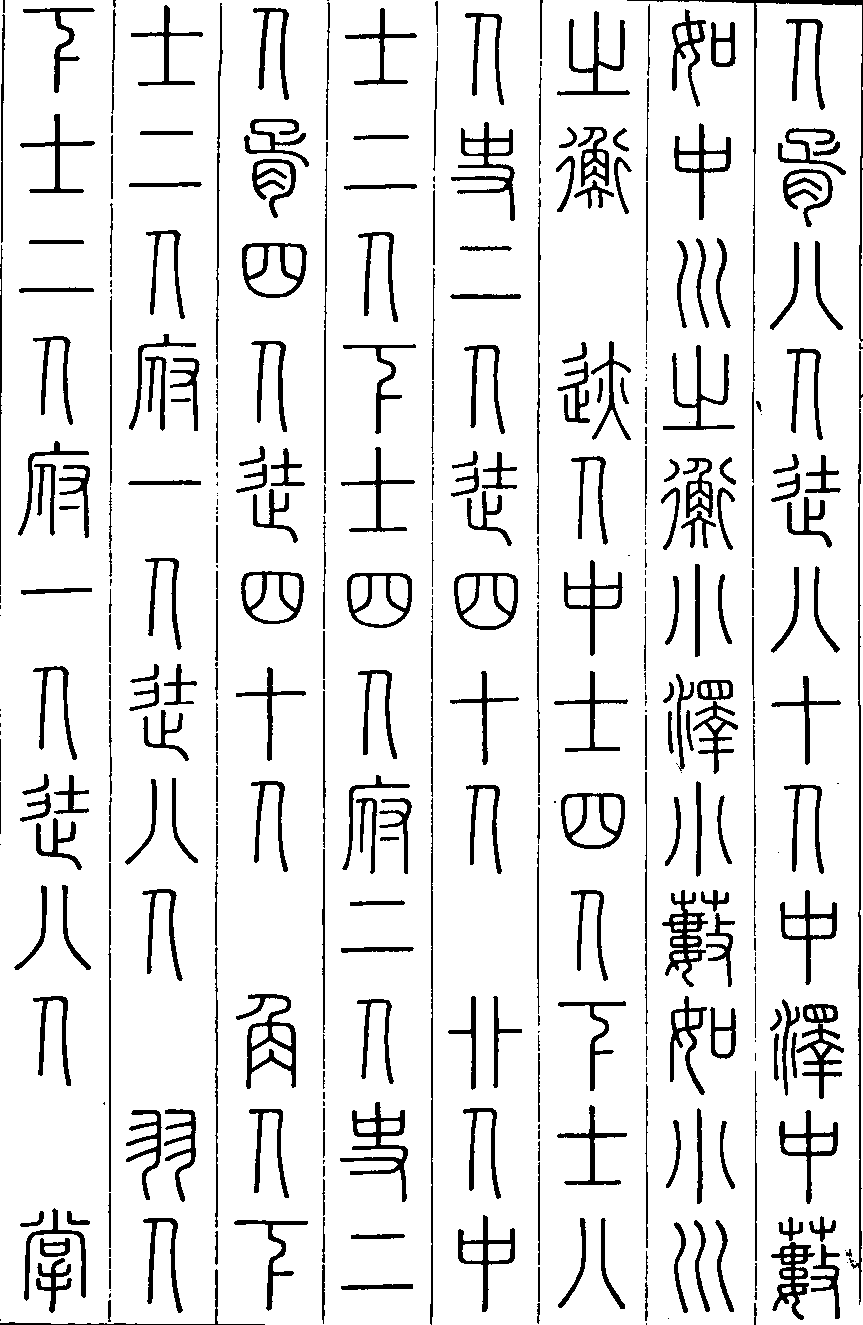 人胥八人徒八十人中澤中藪
如中川之衡小澤小藪如小川
之衡　迹人中士四人下士八
人史二人徒四十人　卝人中
士二人下士四人府二人史二
人胥四人徒四十人　角人下
士二人府一人徒八人　羽人
下士二人府一人徒八人　掌